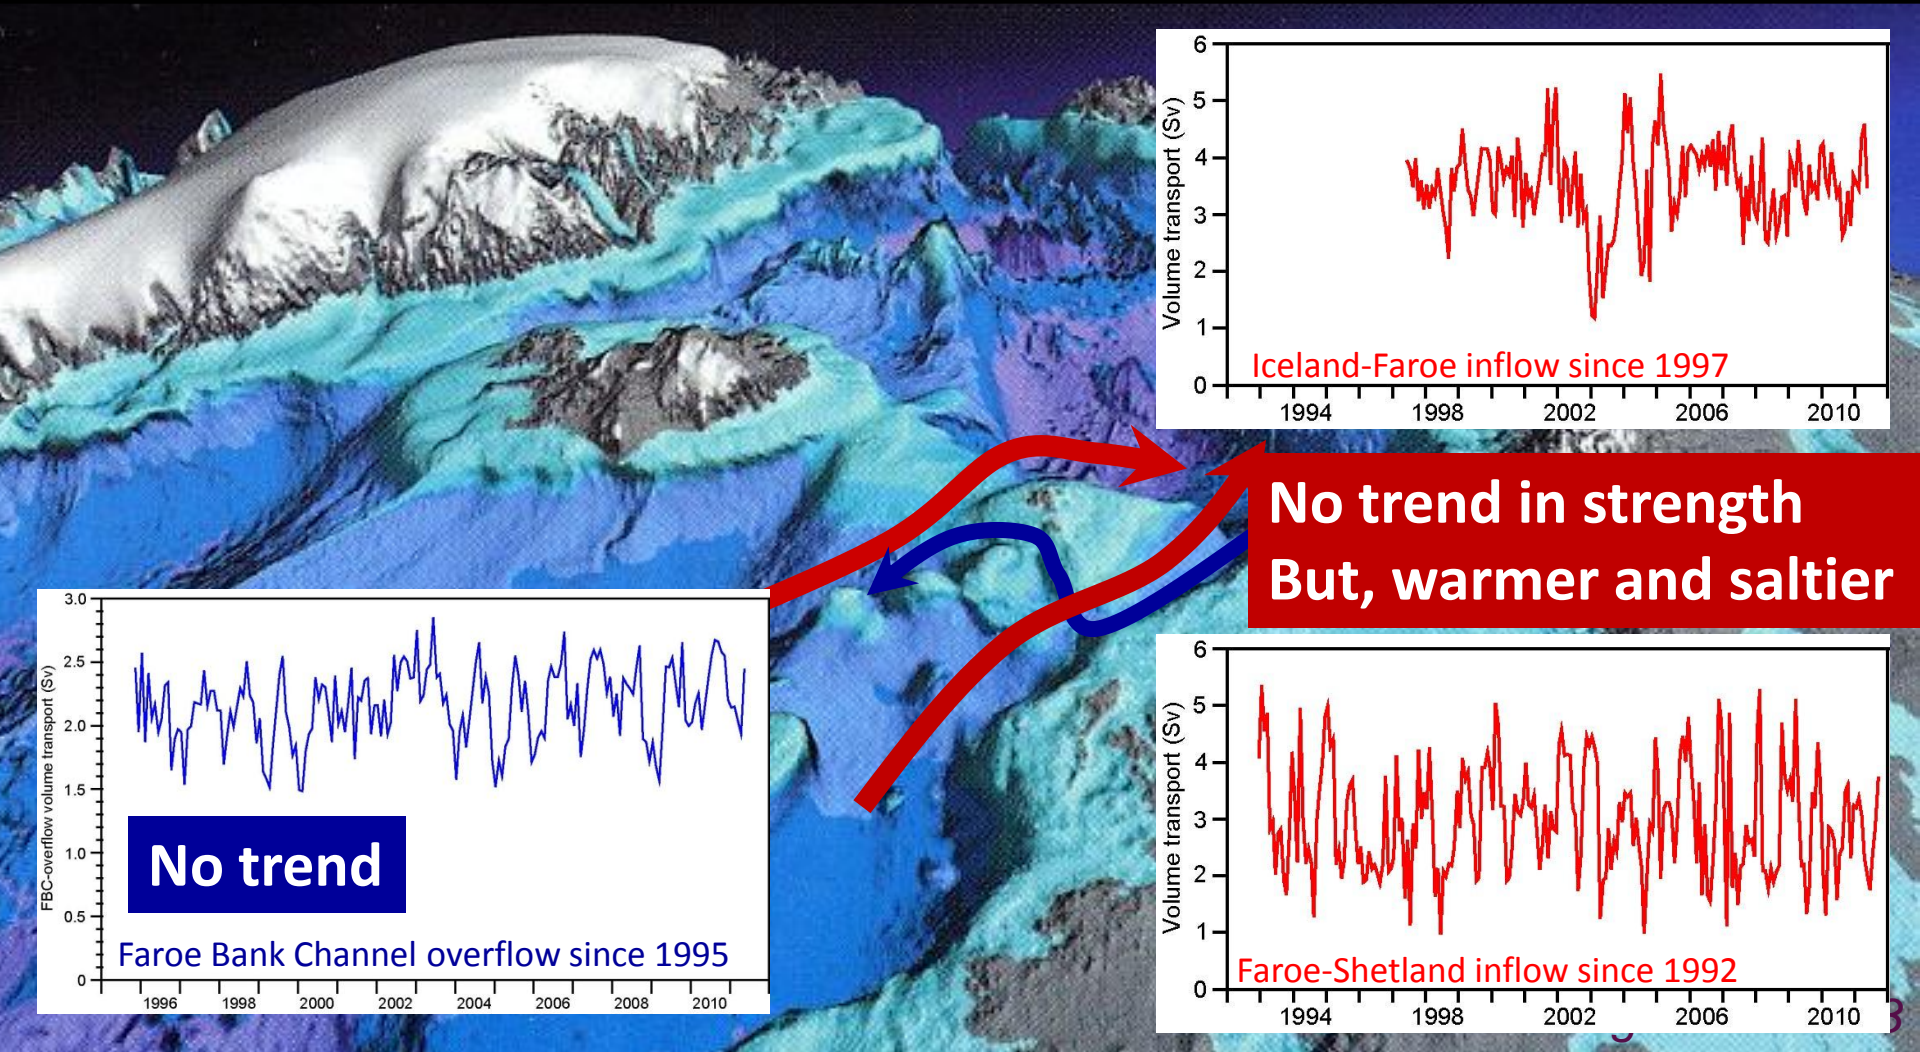 6
5
4
3
2
1
0
Volume transport (Sv)
Iceland-Faroe inflow since 1997
1994 1998 2002 2006 2010
No trend in strength
But, warmer and saltier
3.0
2.5
2.0
1.5
1.0
0.5
0
FBC-overflow volume transport (Sv)
No trend
Faroe Bank Channel overflow since 1995
1996 1998 2000 2002 2004 2006 2008 2010
6
5
4
3
2
1
0
Volume transport (Sv)
Faroe-Shetland inflow since 1992
1994 1998 2002 2006 2010